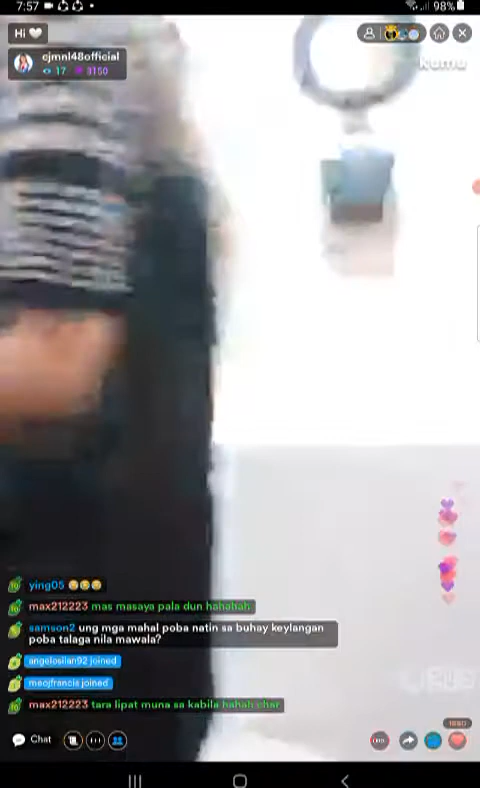 7:57
98%
Hi
cjmnl48official
17 3150
kumu
ying05
max212223 mas masaya pala dun hahahah
samson2 ung mga mahal poba natin sa buhay keylangan
poba talaga nila mawala?
angelosilan92 joined
meojfrancis joined
max212223 tara lipat muna sa kabila hahah char
Chat